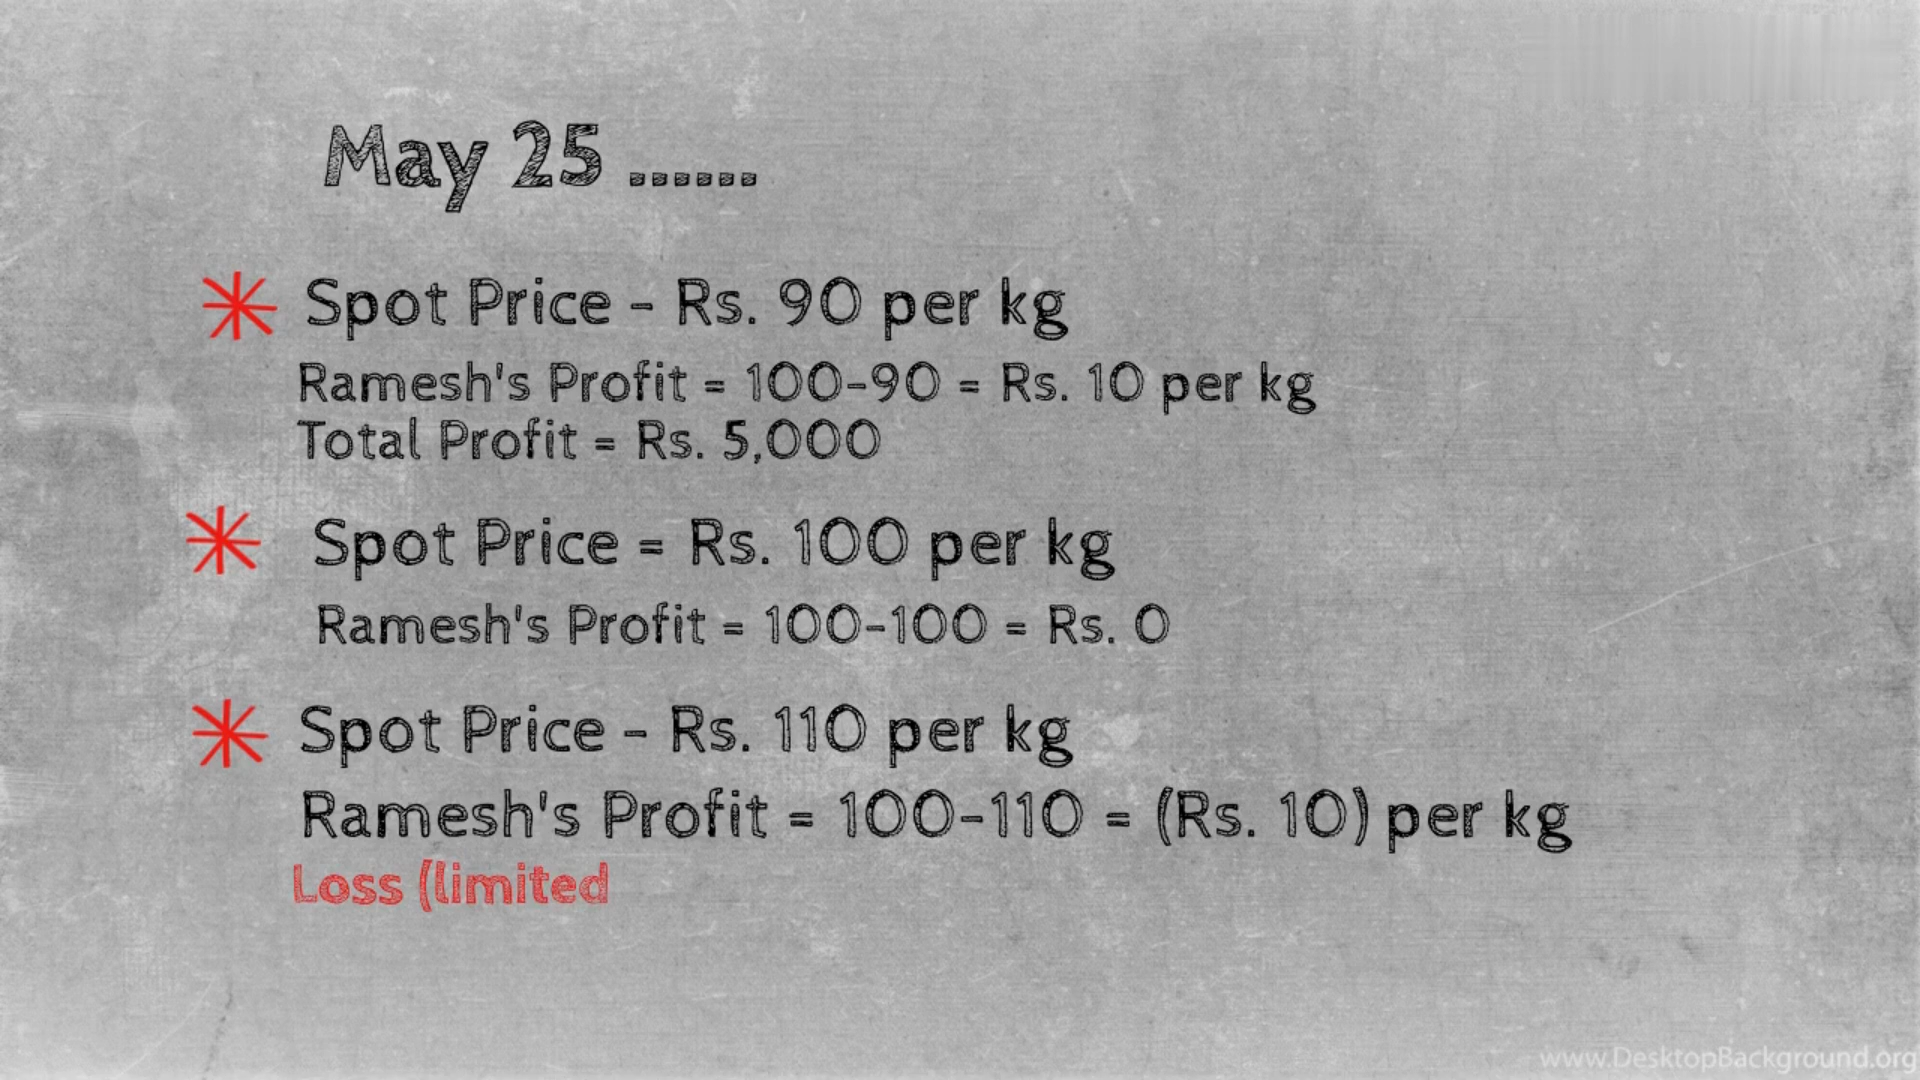 May 25 ......
Spot Price - Rs. 90 per kg
Ramesh's Profit = 100-90 = Rs. 10 per kg
Total Profit = Rs. 5,000
Spot Price = Rs. 100 per kg
Ramesh's Profit = 100-100 = Rs. 0
Spot Price - Rs. 110 per kg
Ramesh's Profit = 100-110 = (Rs. 10) per kg
Loss (limited
www.DesktopBackground.org